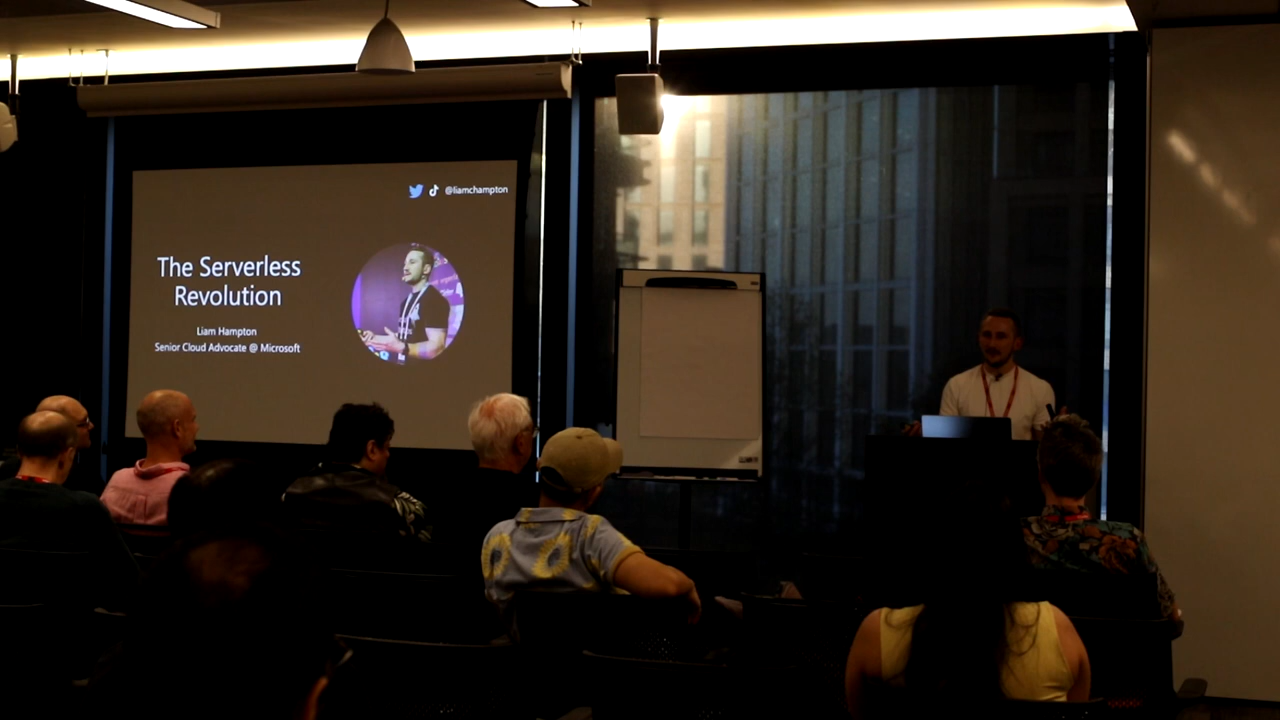 @liamchampton
The Serverless
Revolution
Liam Hampton
Senior Cloud Advocate @ Microsoft